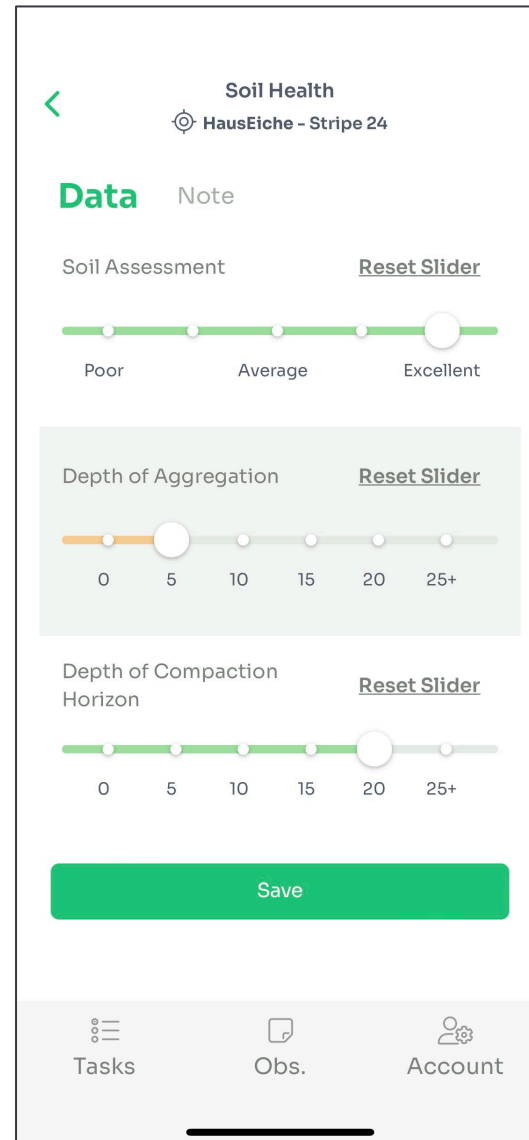 Soil Health
HausEiche - Stripe 24
Data Note
Soil Assessment Reset Slider
Poor Average Excellent
Depth of Aggregation Reset Slider
0 5 10 15 20 25+
Depth of Compaction
Horizon
Reset Slider
0 5 10 15 20 25+
Save
Tasks Obs. Account